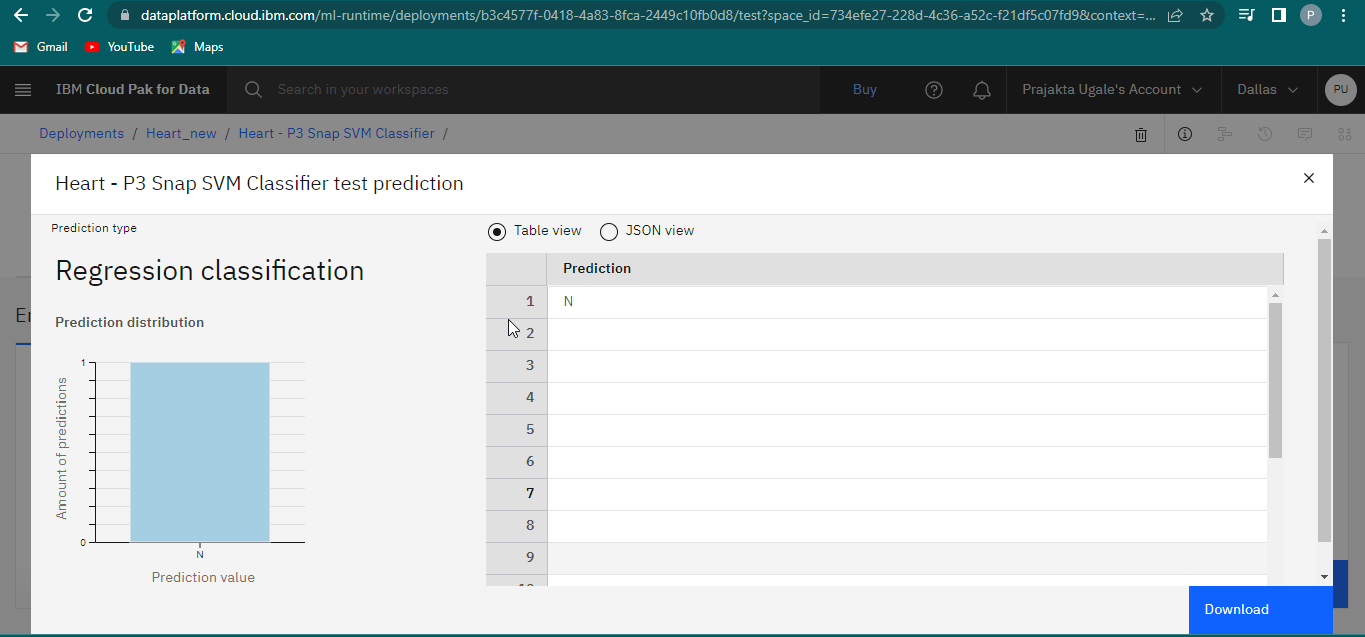 dataplatform.cloud.ibm.com/ml-runtime/deployments/b3c4577f-0418-4a83-8fca-2449c10fb0d8/test?space_id=734efe27-228d-4c36-a52c-f21df5c07fd9&context=...
P
Gmail YouTube Maps
IBM Cloud Pak for Data Search in your workspaces Buy Prajakta Ugale's Account Dallas PU
Deployments / Heart_new / Heart - P3 Snap SVM Classifier /
Heart - P3 Snap SVM Classifier test prediction
Prediction type
Regression classification
Prediction distribution
1
0
Amount of predictions
N
Prediction value
Table view JSON view
Prediction
1 N
2
3
4
5
6
7
8
9
Download